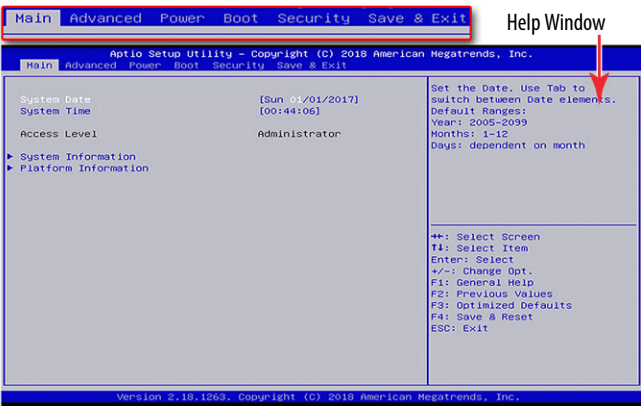 Main Advanced Power Boot Security Save & Exit
Help Window
Aptio Setup Utility – Copyright (C) 2018 American Megatrends, Inc.
Main Advanced Power Boot Security Save & Exit
System Date [Sun 01/01/2017]
System Time [00:44:06]
Access Level Administrator
► System Information
► Platform Information
Set the Date. Use Tab to
switch between Date elements.
Default Ranges:
Year: 2005-2099
Months: 1-12
Days: dependent on month
→←: Select Screen
↑↓: Select Item
Enter: Select
+/-: Change Opt.
F1: General Help
F2: Previous Values
F3: Optimized Defaults
F4: Save & Reset
ESC: Exit
Version 2.18.1263. Copyright (C) 2018 American Megatrends, Inc.